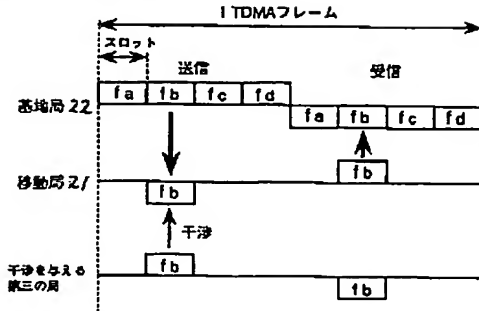 1 TDMAフレーム
スロット
送信
受信
基地局 22
fa fb fc fd
fa fb fc fd
移動局 21
fb
fb
干渉
干渉を与える
第三の局
fb
fb